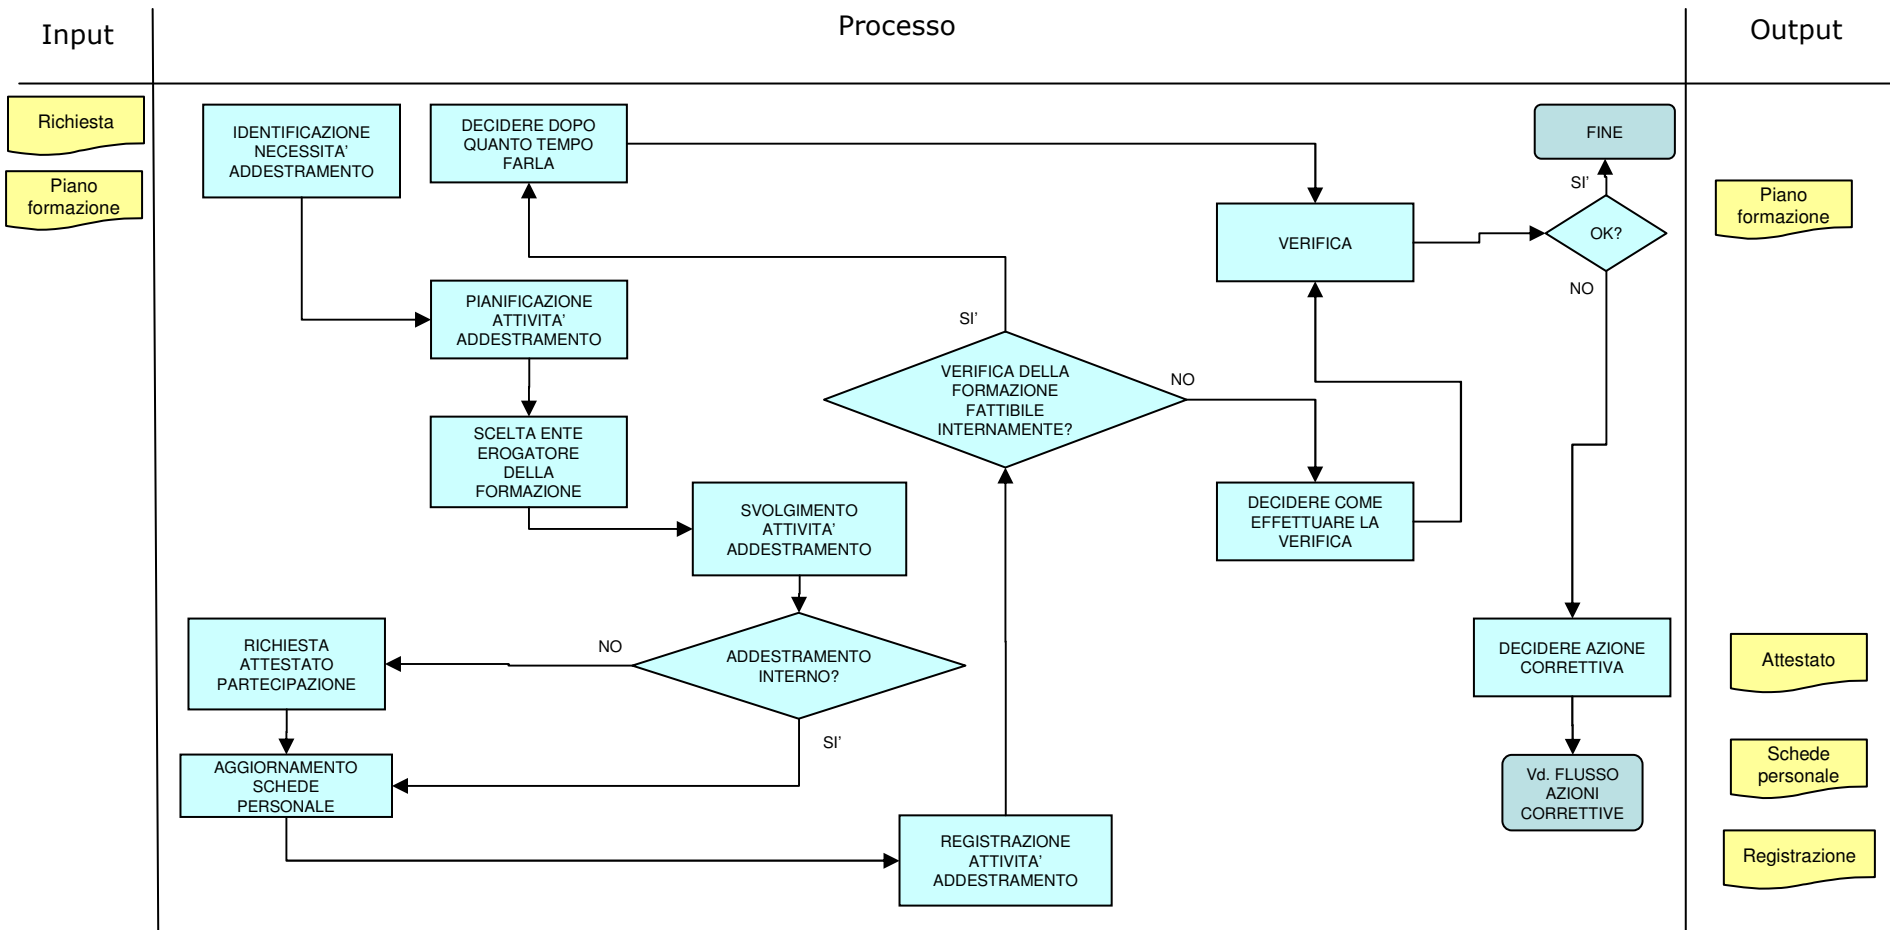 Input
Processo
Output
Richiesta
Piano
formazione
IDENTIFICAZIONE
NECESSITA'
ADDESTRAMENTO
DECIDERE DOPO
QUANTO TEMPO
FARLA
FINE
SI'
OK?
NO
VERIFICA
Piano
formazione
PIANIFICAZIONE
ATTIVITA'
ADDESTRAMENTO
SI'
VERIFICA DELLA
FORMAZIONE
FATTIBILE
INTERNAMENTE?
NO
SCELTA ENTE
EROGATORE
DELLA
FORMAZIONE
SVOLGIMENTO
ATTIVITA'
ADDESTRAMENTO
DECIDERE COME
EFFETTUARE LA
VERIFICA
RICHIESTA
ATTESTATO
PARTECIPAZIONE
NO
ADDESTRAMENTO
INTERNO?
SI'
DECIDERE AZIONE
CORRETTIVA
Attestato
AGGIORNAMENTO
SCHEDE
PERSONALE
Vd. FLUSSO
AZIONI
CORRETTIVE
Schede
personale
REGISTRAZIONE
ATTIVITA'
ADDESTRAMENTO
Registrazione